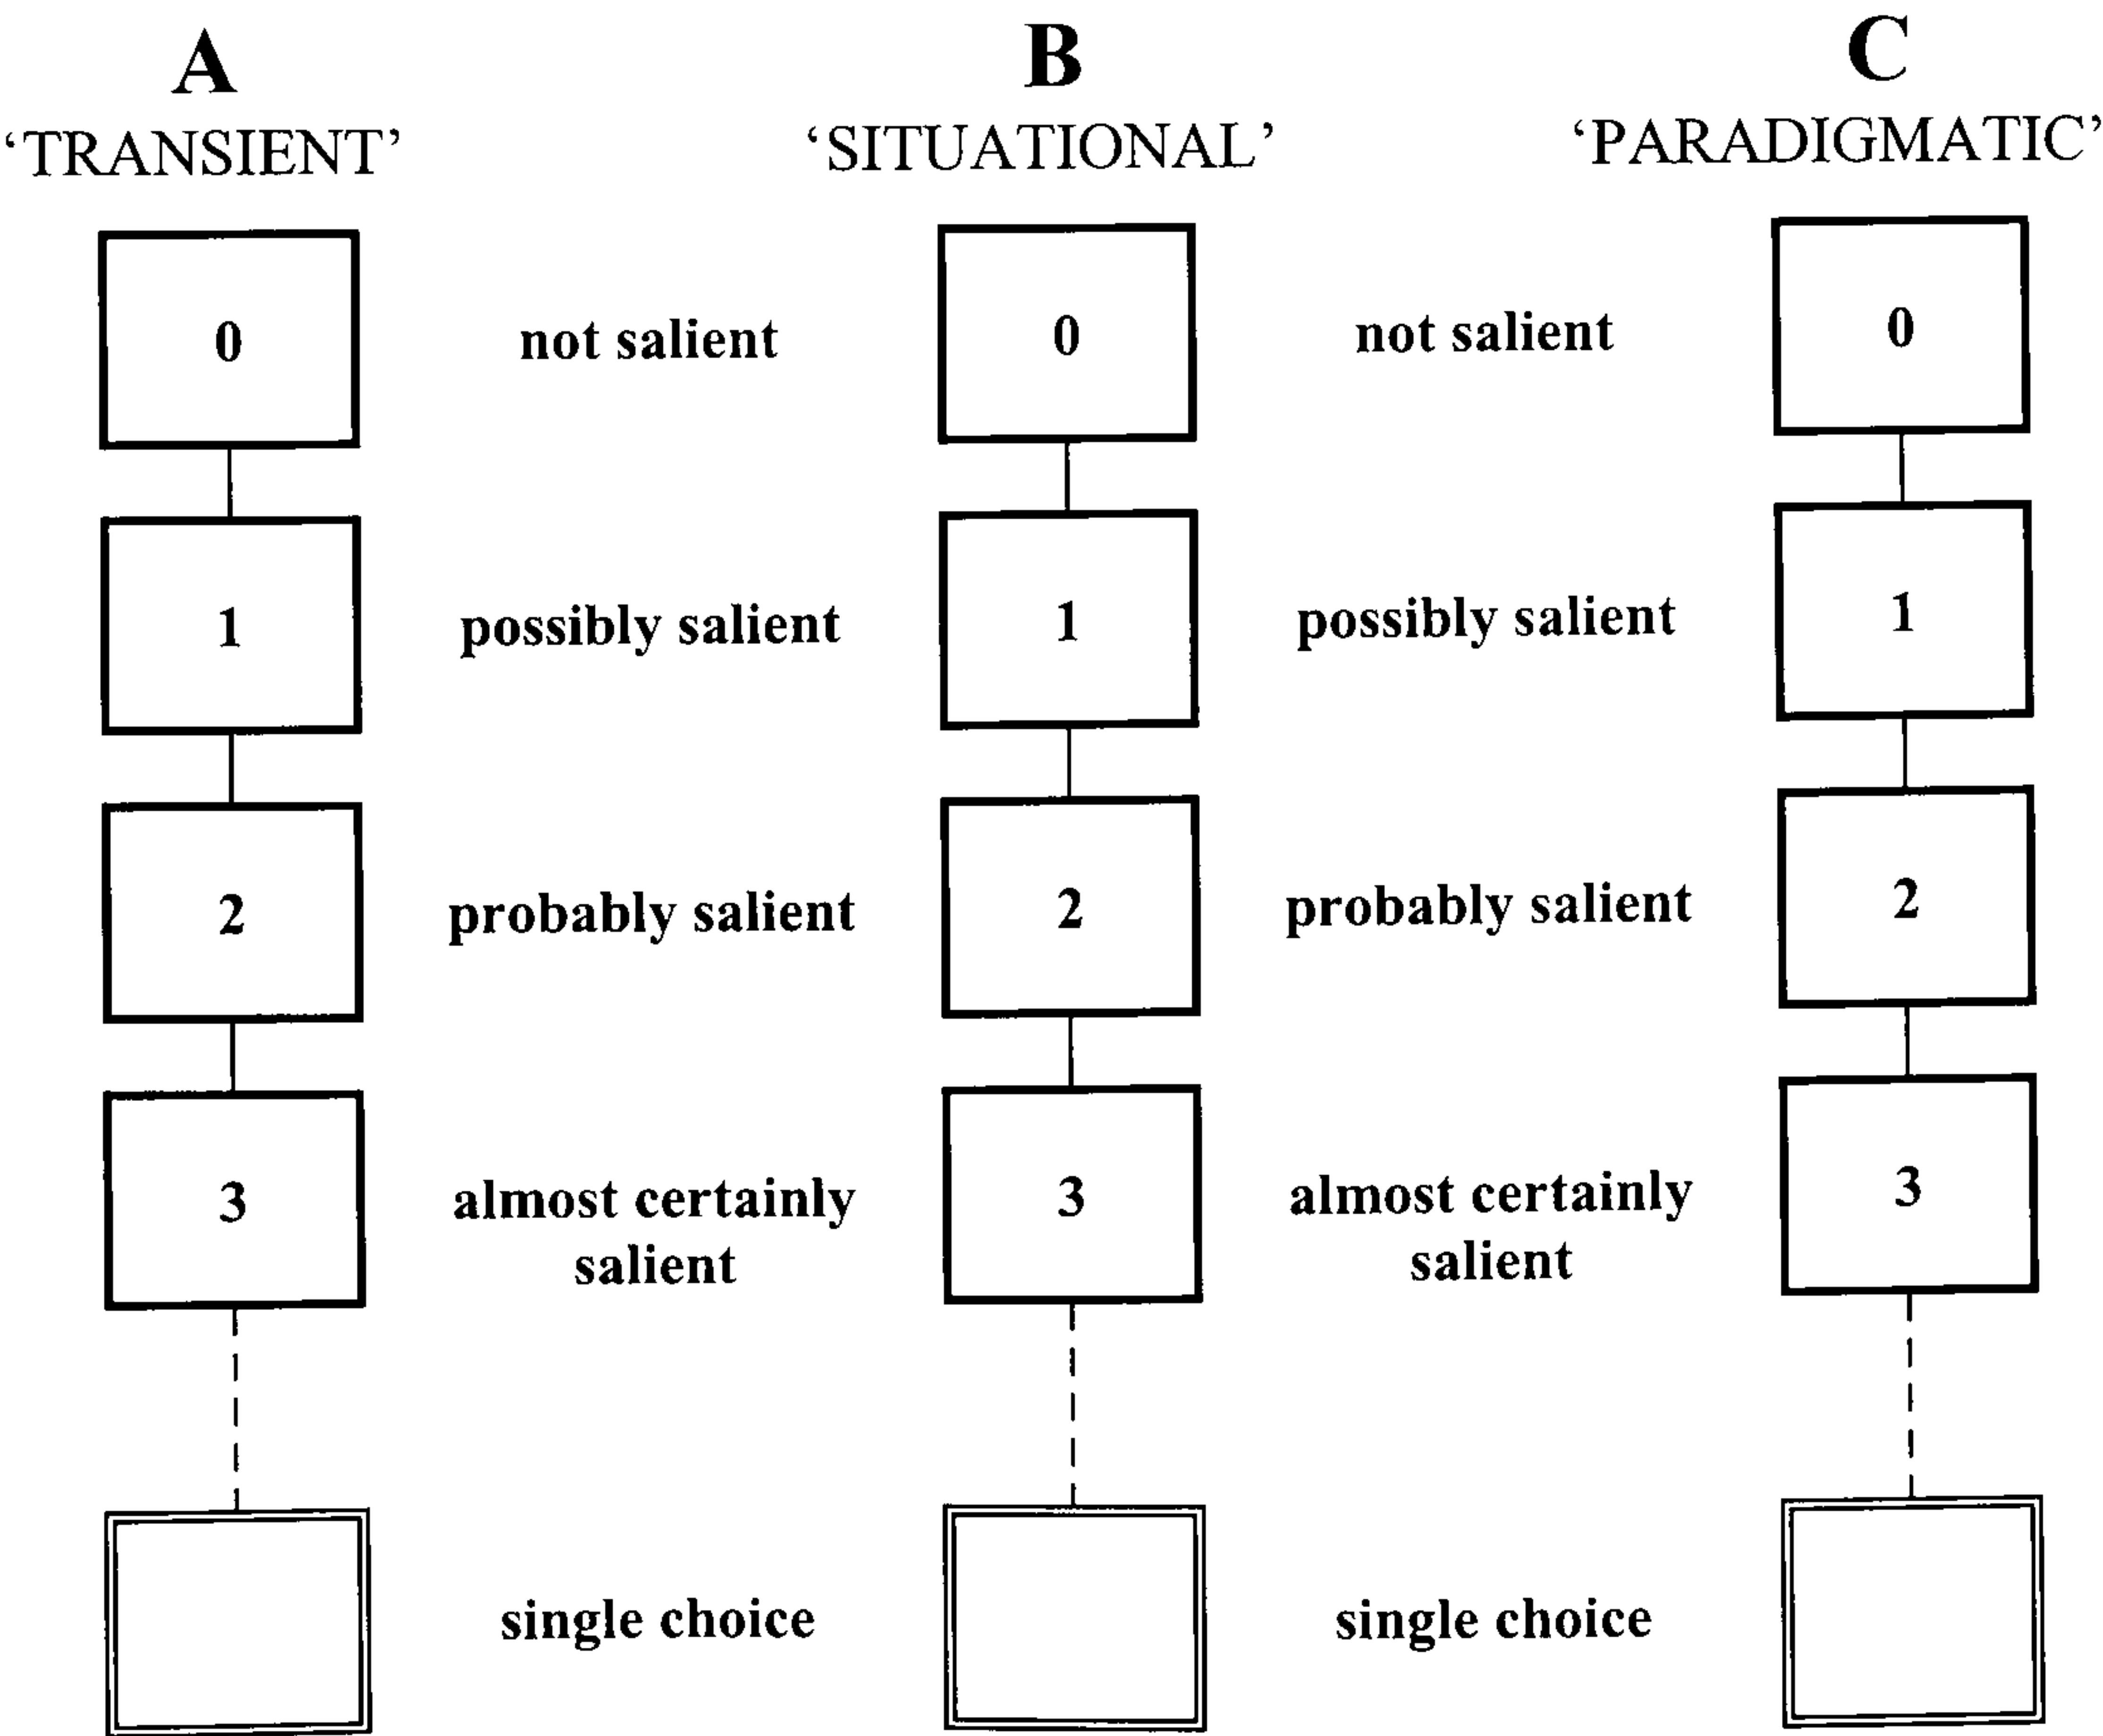 A B C
‘TRANSIENT’ ‘SITUATIONAL’ ‘PARADIGMATIC’
0 not salient 0 not salient 0
1 possibly salient 1 possibly salient 1
2 probably salient 2 probably salient 2
3 almost certainly 3 almost certainly 3
salient salient
single choice single choice